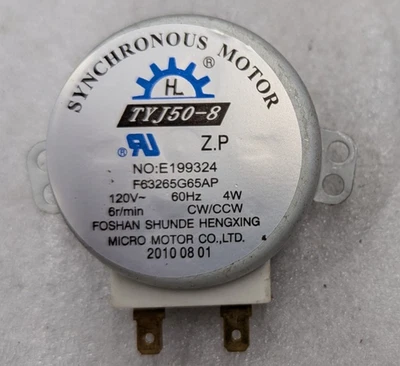 SYNCHRONOUS MOTOR
HL ®
TYJ50-8
® RU Z.P
NO:E199324
F63265G65AP
120V~ 60Hz 4W
6r/min CW/CCW
FOSHAN SHUNDE HENGXING
MICRO MOTOR CO.,LTD.
2010 08 01